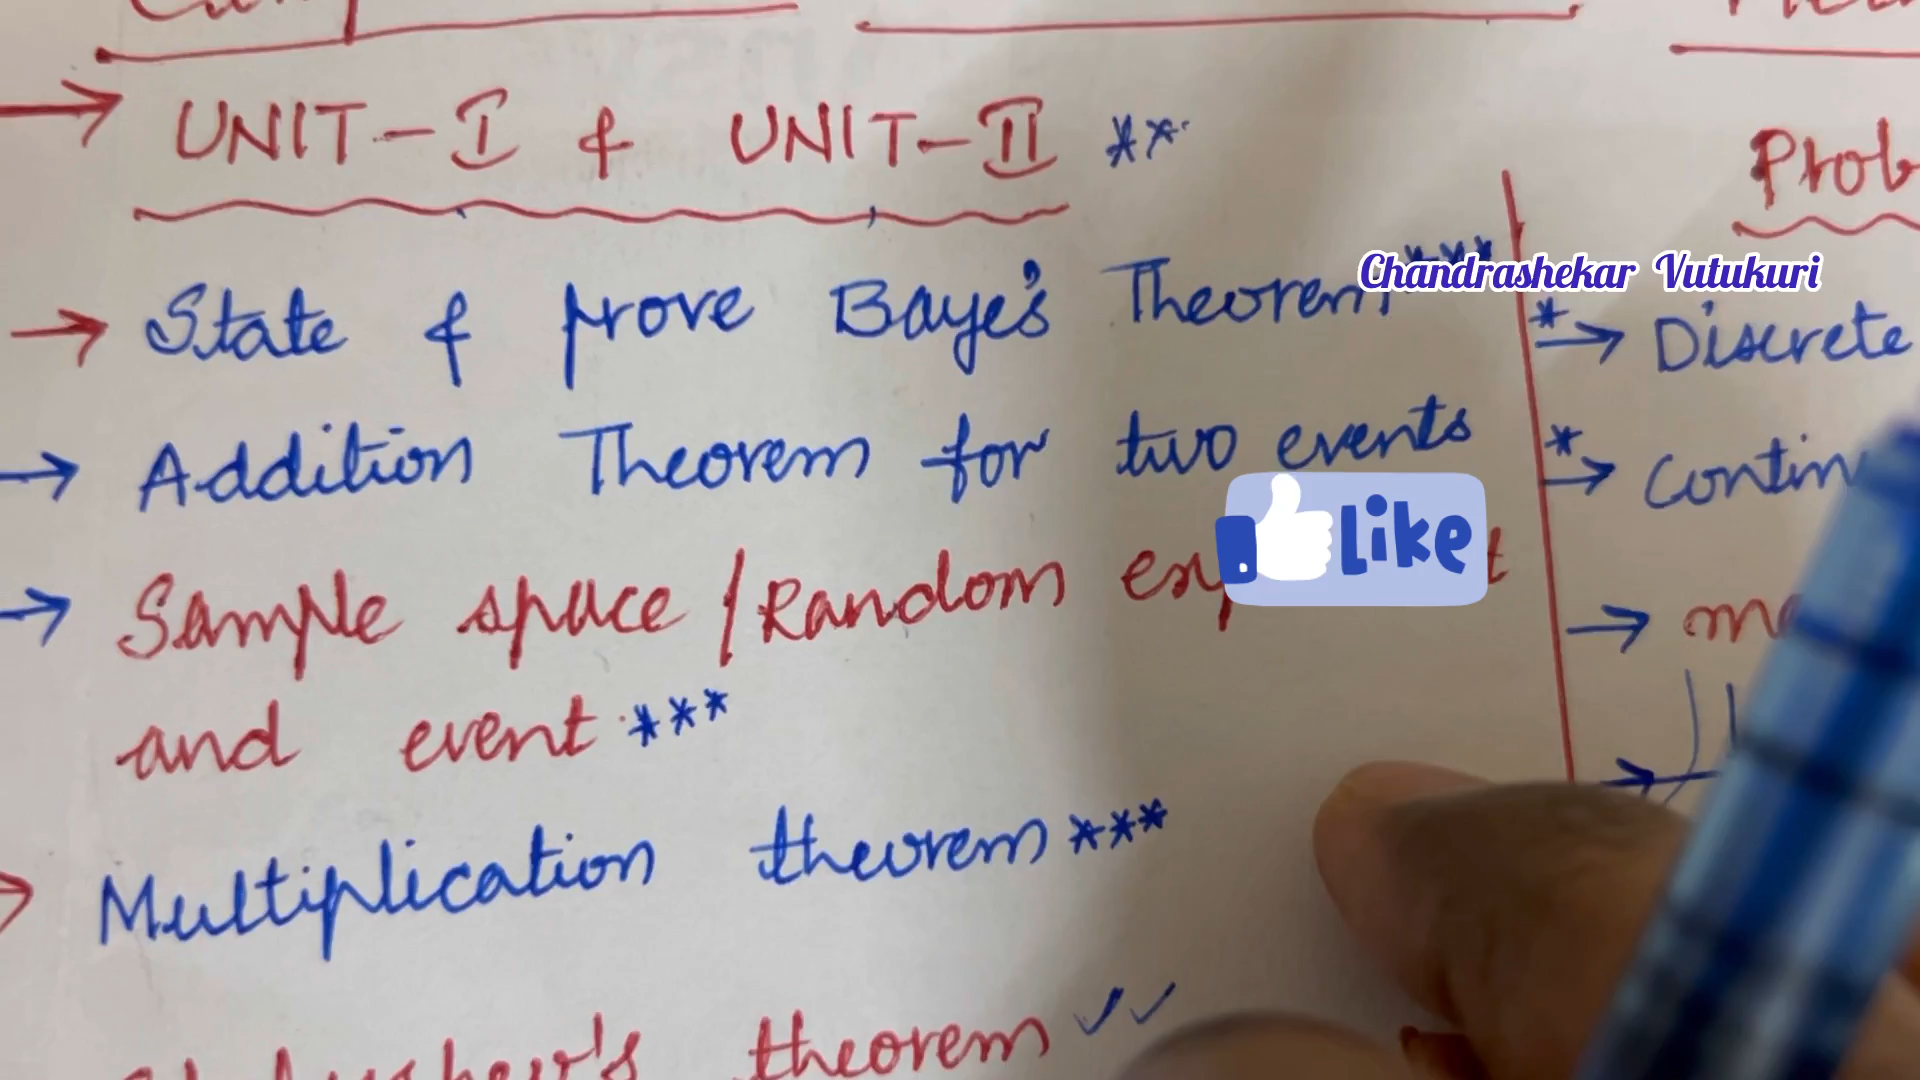 UNIT-I & UNIT-II **
→ State & prove Baye's Theorem ***
→ Addition Theorem for two events
→ Sample space / Random
and event ***
Multiplication theorem ***
theorem ✓✓
Prob
* → Discrete
* → Contin
Chandrashekar Vutukuri
like